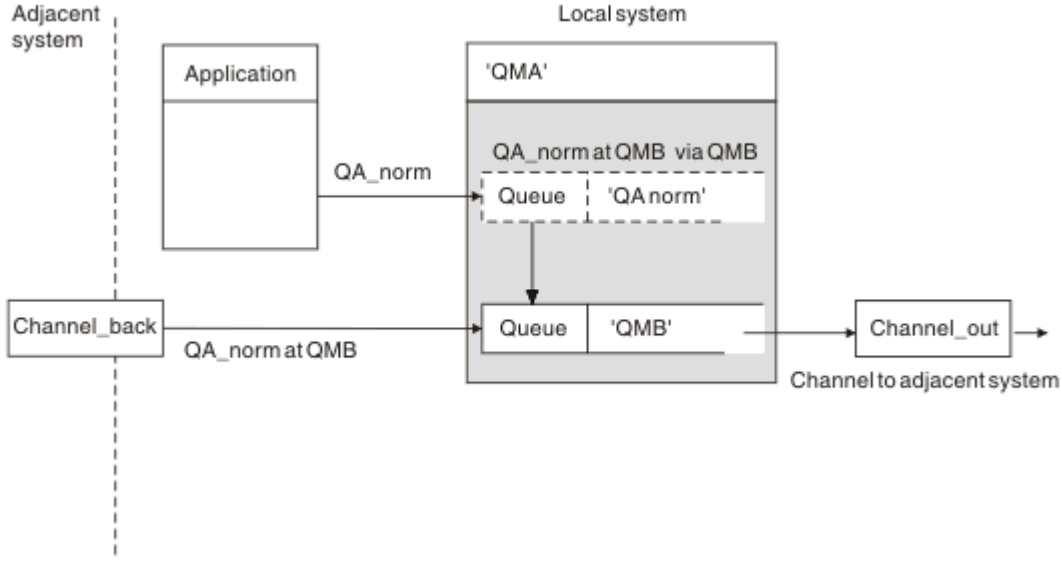 Adjacent
system
Local system
Application
'QMA'
QA_norm at QMB via QMB
QA_norm
Queue
'QA norm'
Channel_back
Queue
'QMB'
Channel_out
QA_norm at QMB
Channel to adjacent system